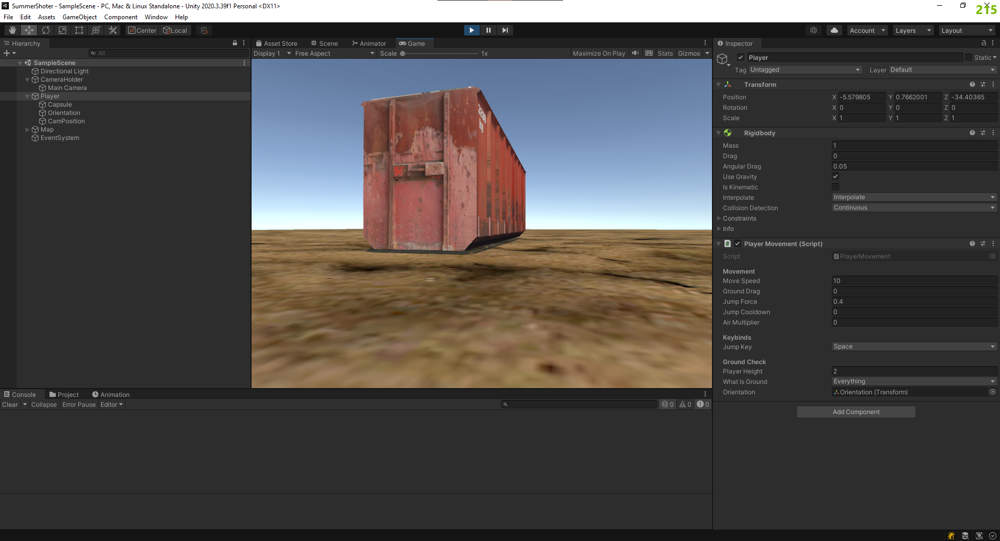 SummerShoter - SampleScene - PC, Mac & Linux Standalone - Unity 2020.3.39f1 Personal <DX11>
215
File Edit Assets GameObject Component Window Help
Center Local
Account Layers Layout
Hierarchy
All
SampleScene
Directional Light
CameraHolder
Main Camera
Player
Capsule
Orientation
CamPosition
Map
EventSystem
Asset Store Scene Animator Game
Display 1 Free Aspect Scale 1x Maximize On Play Stats Gizmos
3200
kg
Console Project Animation
Clear Collapse Error Pause Editor
0 0 0
Inspector
Player Static
Tag Untagged Layer Default
Transform
Position X -5.579805 Y 0.7662001 Z -34.40365
Rotation X 0 Y 0 Z 0
Scale X 1 Y 1 Z 1
Rigidbody
Mass 1
Drag 0
Angular Drag 0.05
Use Gravity
Is Kinematic
Interpolate Interpolate
Collision Detection Continuous
Constraints
Info
# Player Movement (Script)
Script PlayerMovement
Movement
Move Speed 10
Ground Drag 0
Jump Force 0.4
Jump Cooldown 0
Air Multiplier 0
Keybinds
Jump Key Space
Ground Check
Player Height 2
What Is Ground Everything
Orientation Orientation (Transform)
Add Component